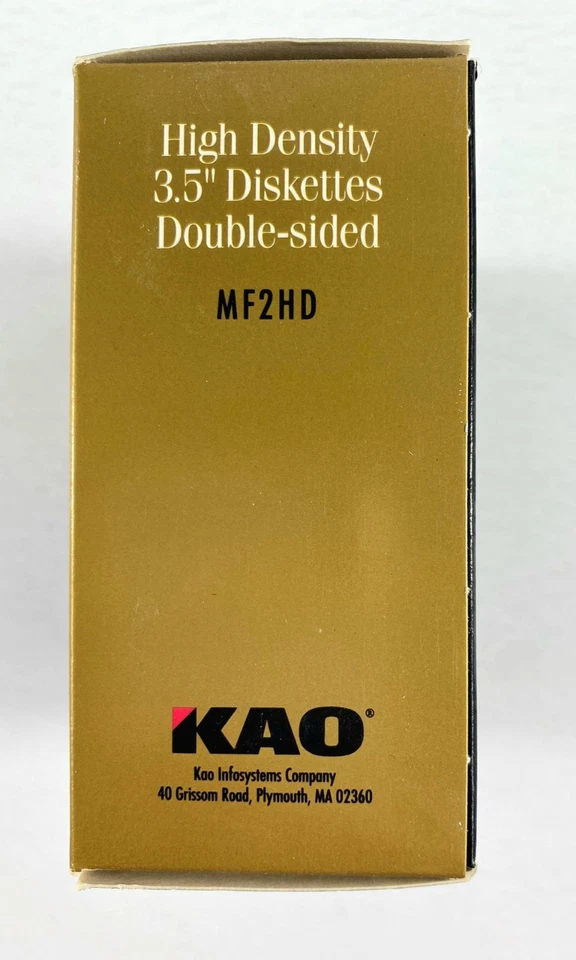 High Density
3.5" Diskettes
Double-sided
MF2HD
KAO®
Kao Infosystems Company
40 Grissom Road, Plymouth, MA 02360